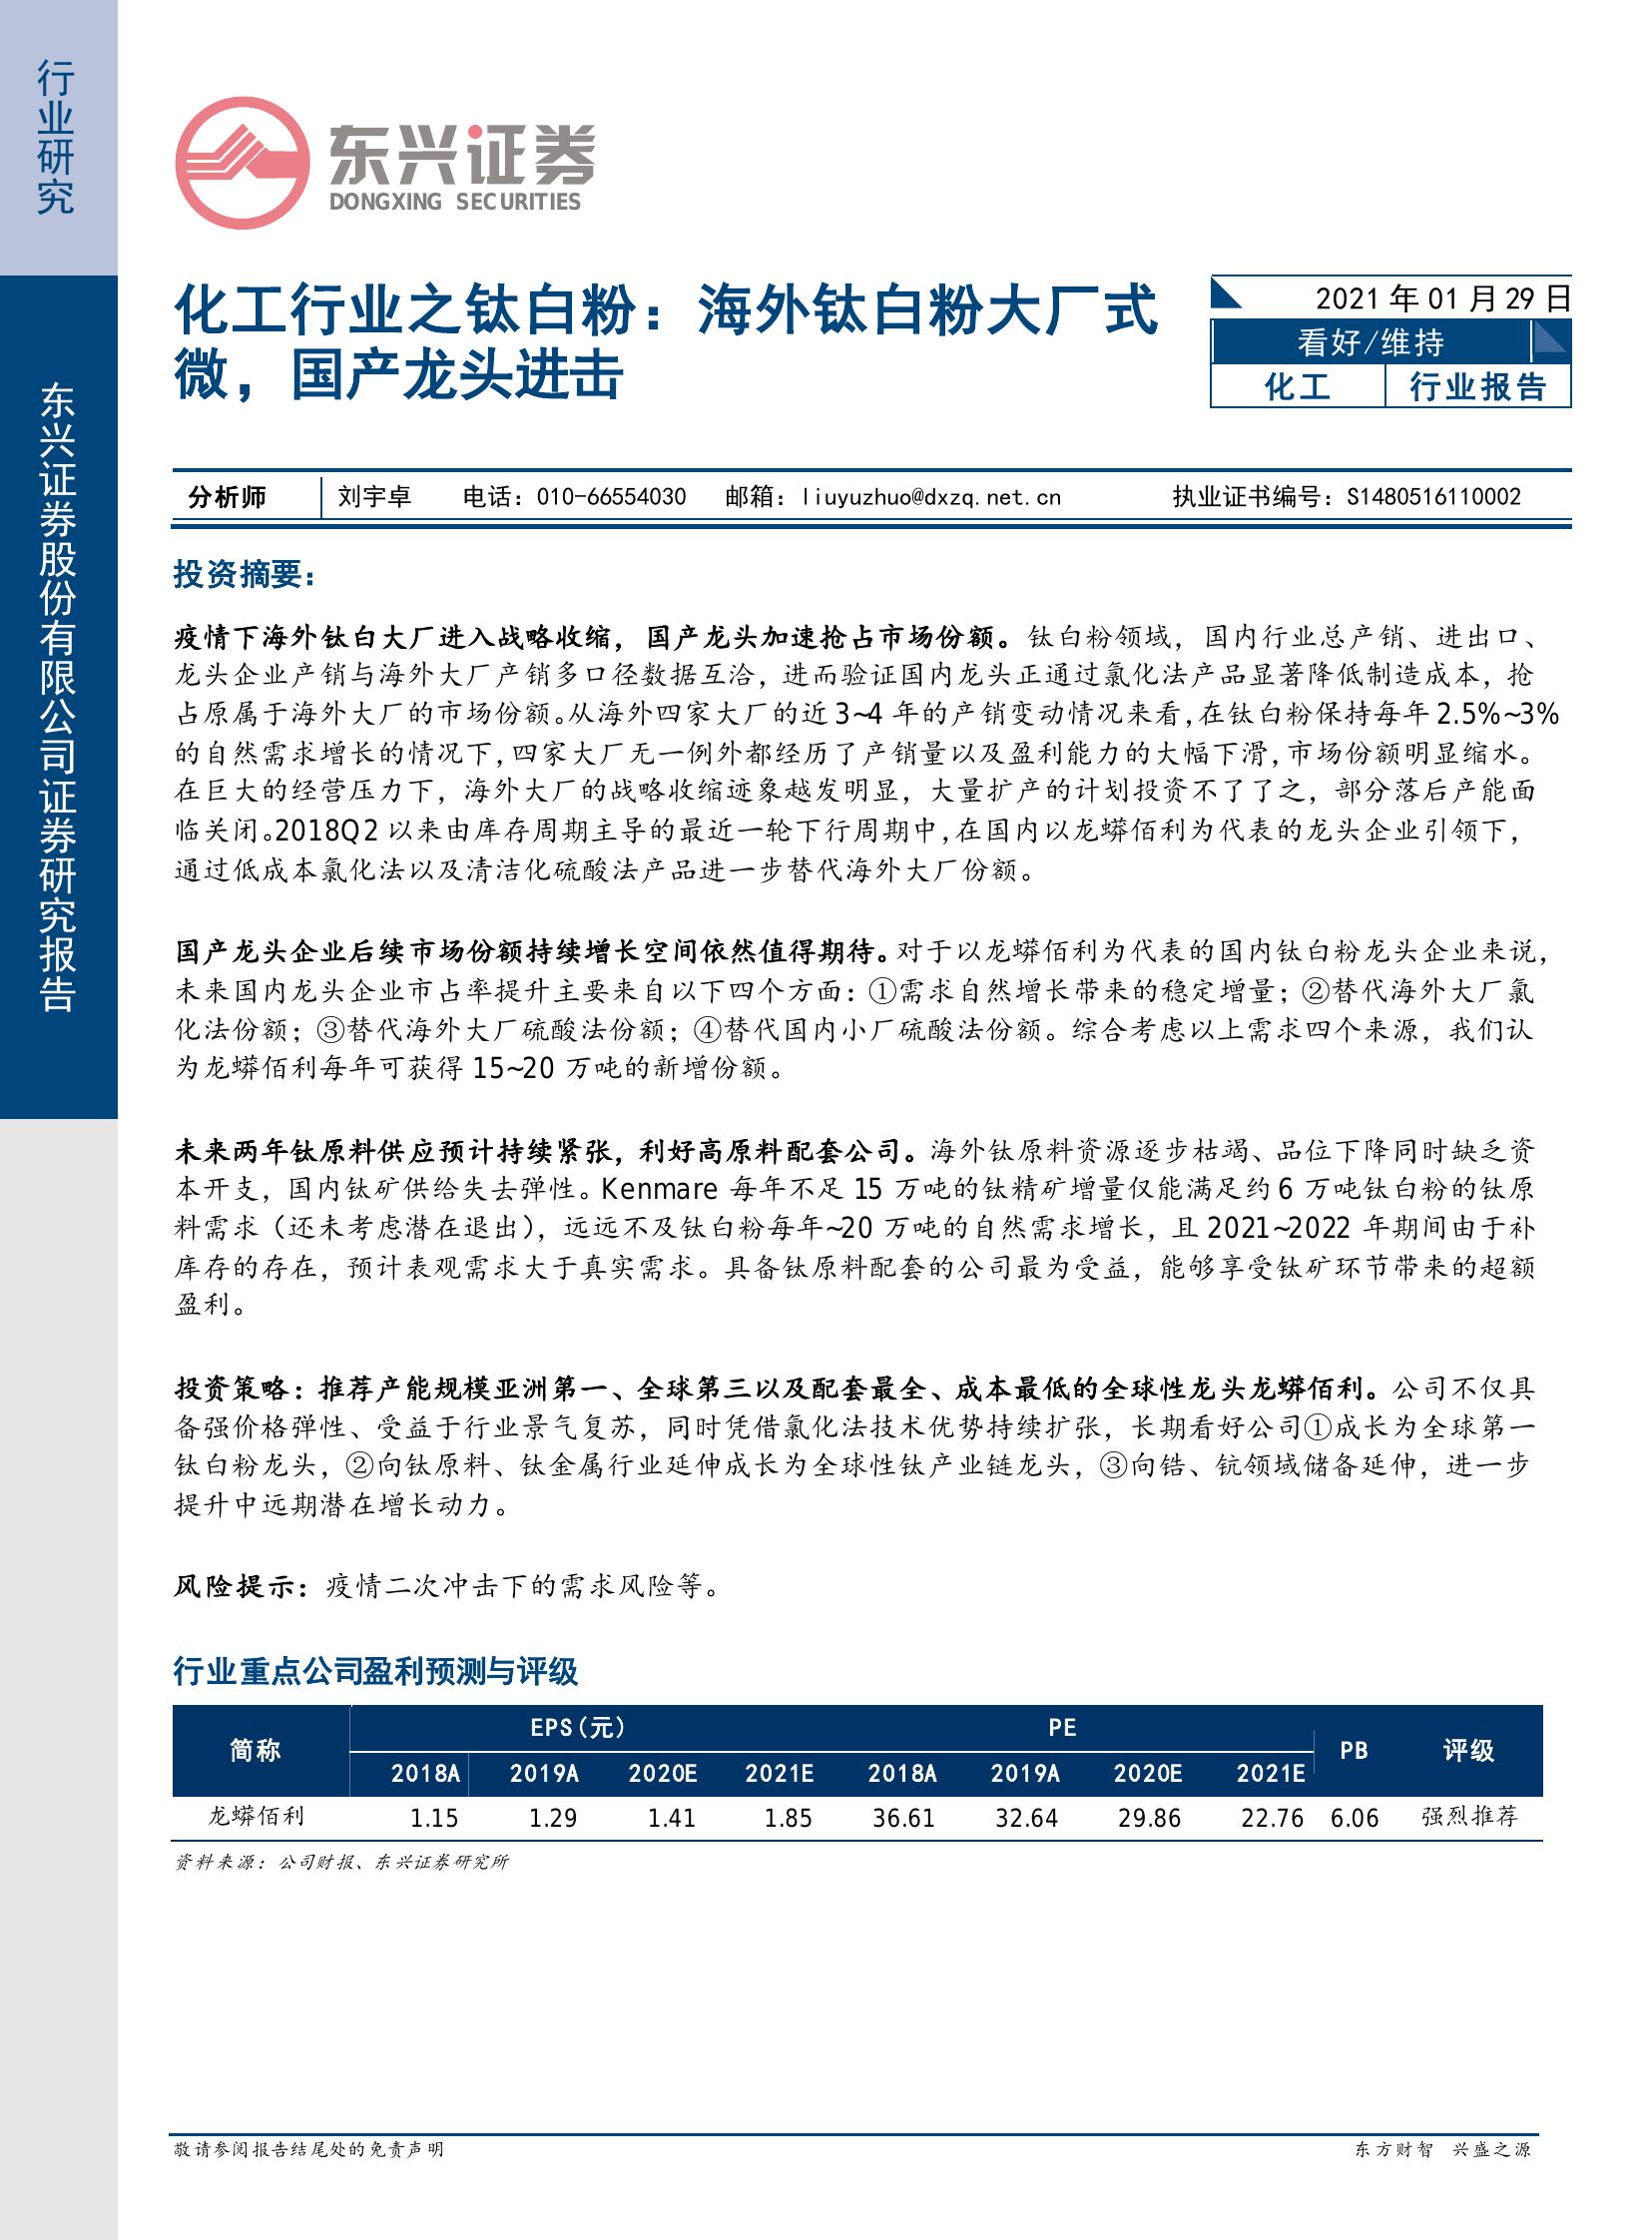 行业研究
东兴证券股份有限公司证券研究报告
东兴证券
DONGXING SECURITIES
化工行业之钛白粉：海外钛白粉大厂式
微，国产龙头进击
2021 年 01 月 29 日
看好/维持
化工 行业报告
分析师 刘宇卓 电话：010-66554030 邮箱：liuyuzhuo@dxzq.net.cn 执业证书编号：S1480516110002
投资摘要：
疫情下海外钛白大厂进入战略收缩，国产龙头加速抢占市场份额。钛白粉领域，国内行业总产销、进出口、
龙头企业产销与海外大厂产销多口径数据互洽，进而验证国内龙头正通过氯化法产品显著降低制造成本，抢
占原属于海外大厂的市场份额。从海外四家大厂的近 3~4 年的产销变动情况来看，在钛白粉保持每年 2.5%~3%
的自然需求增长的情况下，四家大厂无一例外都经历了产销量以及盈利能力的大幅下滑，市场份额明显缩水。
在巨大的经营压力下，海外大厂的战略收缩迹象越发明显，大量扩产的计划投资不了了之，部分落后产能面
临关闭。2018Q2 以来由库存周期主导的最近一轮下行周期中，在国内以龙蟒佰利为代表的龙头企业引领下，
通过低成本氯化法以及清洁化硫酸法产品进一步替代海外大厂份额。
国产龙头企业后续市场份额持续增长空间依然值得期待。对于以龙蟒佰利为代表的国内钛白粉龙头企业来说，
未来国内龙头企业市占率提升主要来自以下四个方面：①需求自然增长带来的稳定增量；②替代海外大厂氯
化法份额；③替代海外大厂硫酸法份额；④替代国内小厂硫酸法份额。综合考虑以上需求四个来源，我们认
为龙蟒佰利每年可获得 15~20 万吨的新增份额。
未来两年钛原料供应预计持续紧张，利好高原料配套公司。海外钛原料资源逐步枯竭、品位下降同时缺乏资
本开支，国内钛矿供给失去弹性。Kenmare 每年不足 15 万吨的钛精矿增量仅能满足约 6 万吨钛白粉的钛原
料需求（还未考虑潜在退出），远远不及钛白粉每年~20 万吨的自然需求增长，且 2021~2022 年期间由于补
库存的存在，预计表观需求大于真实需求。具备钛原料配套的公司最为受益，能够享受钛矿环节带来的超额
盈利。
投资策略：推荐产能规模亚洲第一、全球第三以及配套最全、成本最低的全球性龙头龙蟒佰利。公司不仅具
备强价格弹性、受益于行业景气复苏，同时凭借氯化法技术优势持续扩张，长期看好公司①成长为全球第一
钛白粉龙头，②向钛原料、钛金属行业延伸成长为全球性钛产业链龙头，③向锆、钪领域储备延伸，进一步
提升中远期潜在增长动力。
风险提示：疫情二次冲击下的需求风险等。
行业重点公司盈利预测与评级
简称 EPS(元) PE PB 评级
2018A 2019A 2020E 2021E 2018A 2019A 2020E 2021E
龙蟒佰利 1.15 1.29 1.41 1.85 36.61 32.64 29.86 22.76 6.06 强烈推荐
资料来源：公司财报、东兴证券研究所
敬请参阅报告结尾处的免责声明 东方财智 兴盛之源